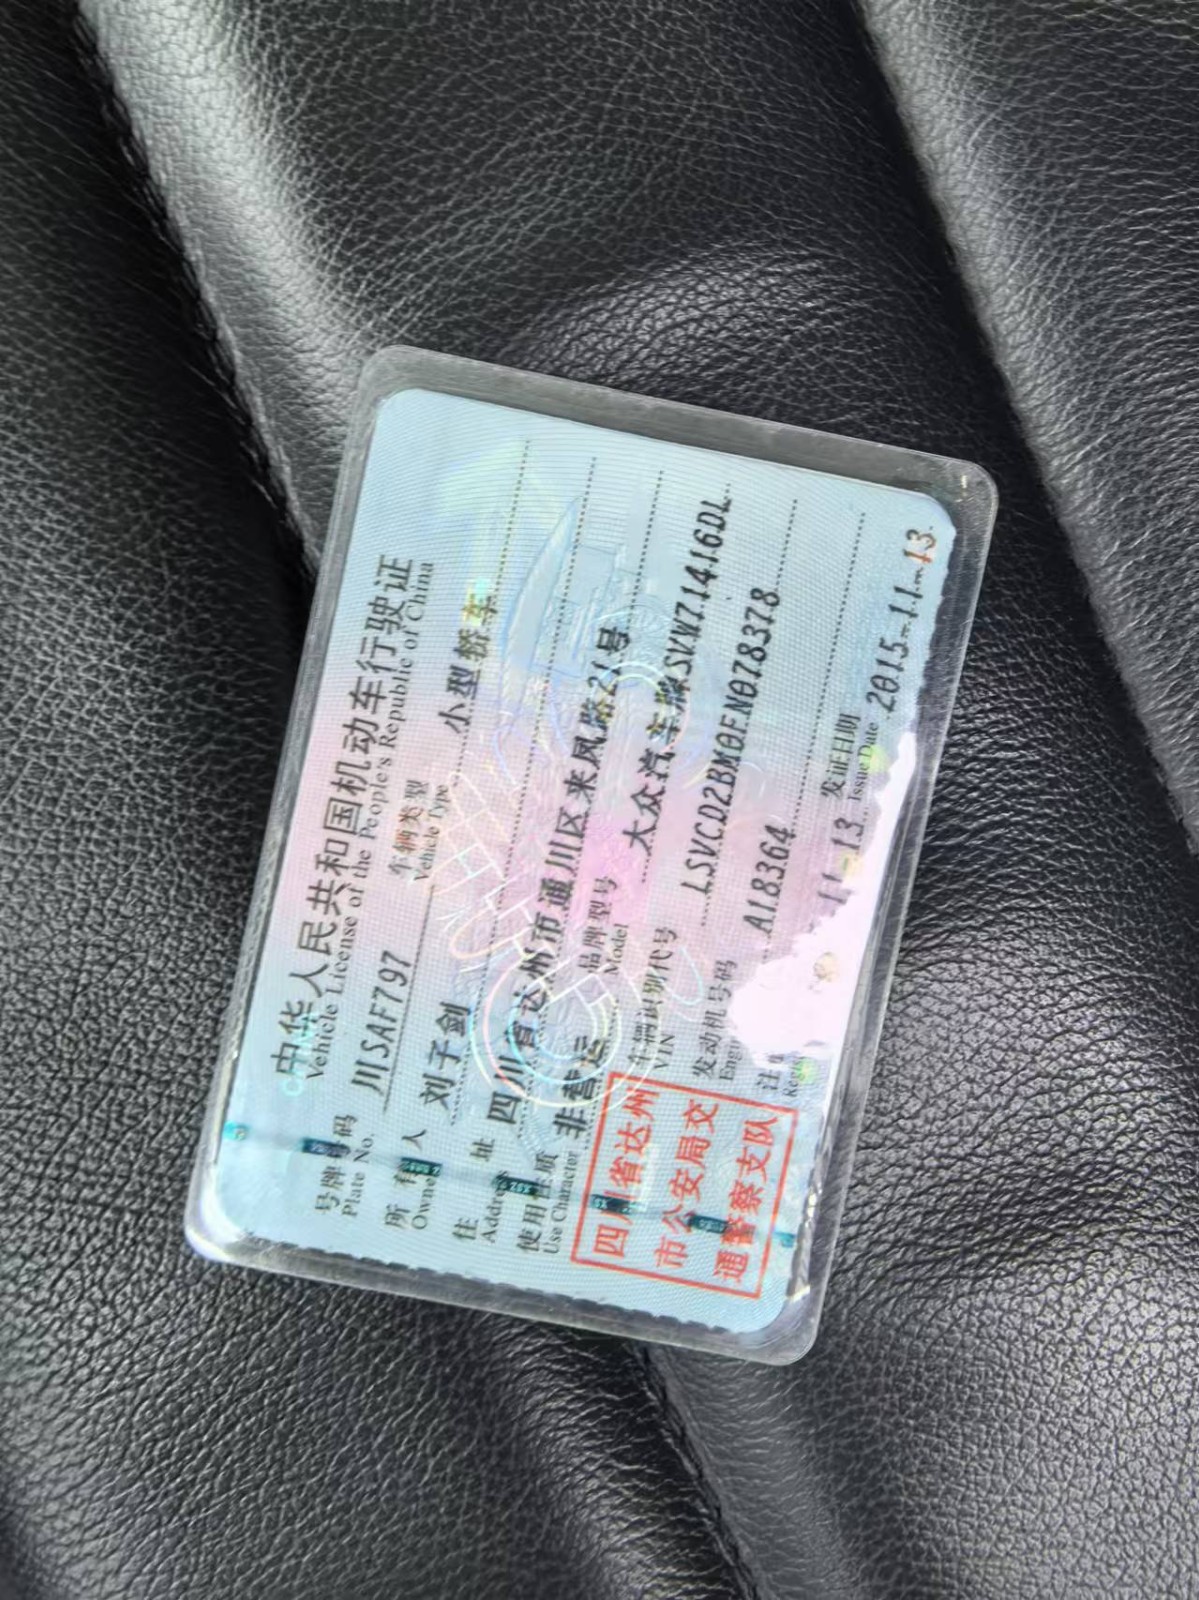 中华人民共和国机动车行驶证
Vehicle License of the People's Republic of China
号牌号码 川SAF797 车辆类型 小型轿车
Plate No. Vehicle Type
所有人 刘子剑
Owner
住址 四川省达州市通川区来凤路21号
Address
使用性质 非营运 品牌型号 大众汽车牌SVW71416DL
Use Character Model
四川省达州
市公安局交
通警察支队
车辆识别代号 LSVCD2BM0EN078378
VIN
发动机号码 A18364
注
11-13 发证日期 2015-11-13
Issue Date